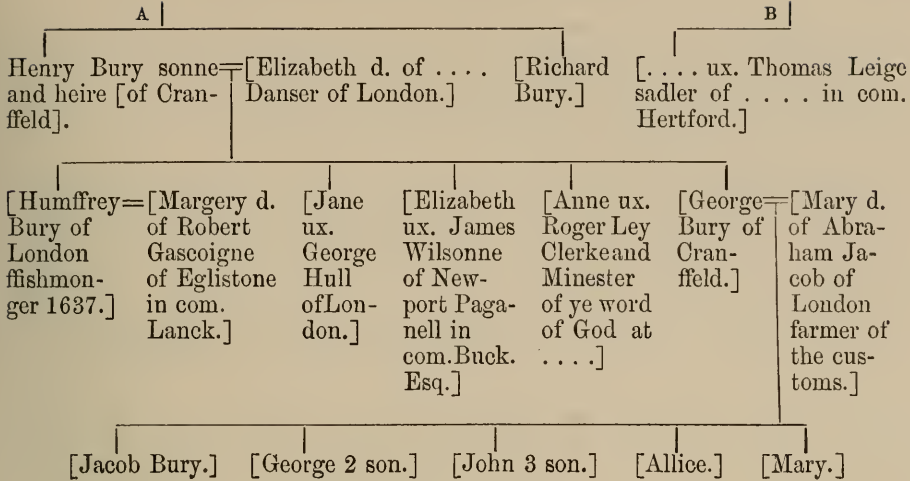 A B
Henry Bury sonne=[Elizabeth d. of .... [Richard [.... ux. Thomas Leige
and heire [of Cran- Danser of London.] Bury.] sadler of .... in com.
ffeld]. Hertford.]
[Humffrey=[Margery d. [Jane [Elizabeth [Anne ux. [George=[Mary d.
Bury of of Robert ux. ux. James Roger Ley Bury of of Abra-
London Gascoigne George Wilsonne Clerke and Cran- ham Ja-
ffishmon- of Eglistone Hull of New- Minester ffeld.] cob of
ger 1637.] in com. of Lon- port Paga- of ye word London
Lanck.] don.] nell in of God at farmer of
com. Buck. ....] the cus-
Esq.] toms.]
[Jacob Bury.] [George 2 son.] [John 3 son.] [Allice.] [Mary.]